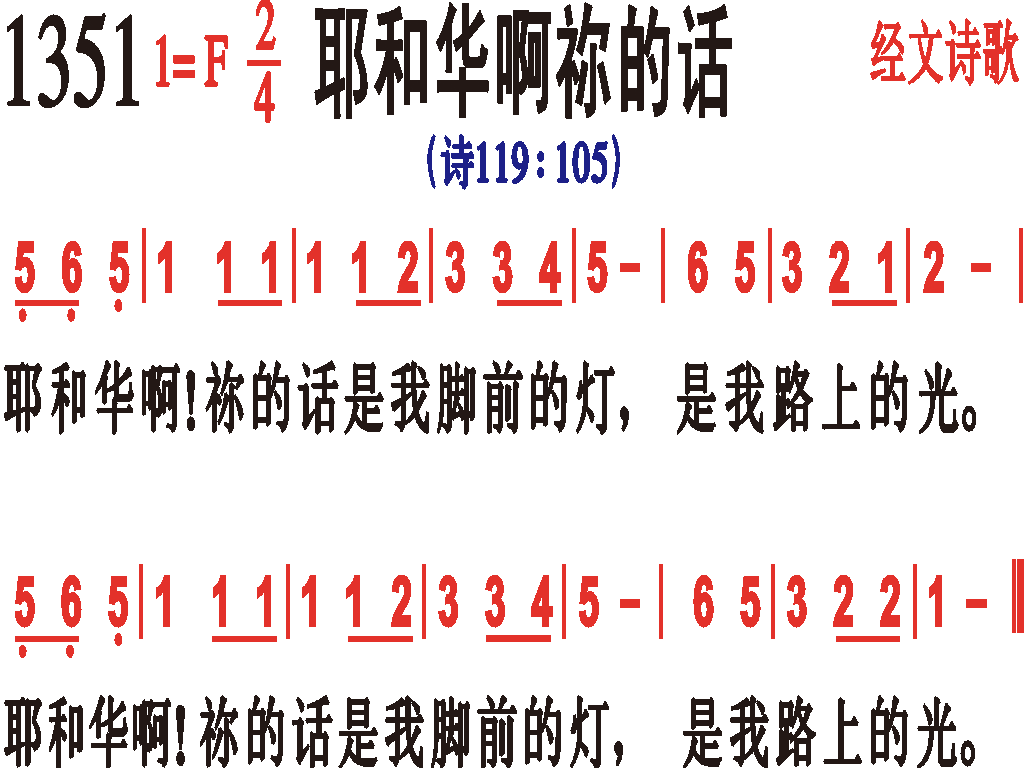 1351 1=F 2/4 耶和华啊祢的话 经文诗歌
(诗119:105)
5 6 5|1 1 1|1 1 2|3 3 4|5 - | 6 5|3 2 1|2 - |
耶和华啊!祢的话是我脚前的灯, 是我路上的光。
5 6 5|1 1 1|1 1 2|3 3 4|5 - | 6 5|3 2 2|1 - ‖
耶和华啊!祢的话是我脚前的灯, 是我路上的光。